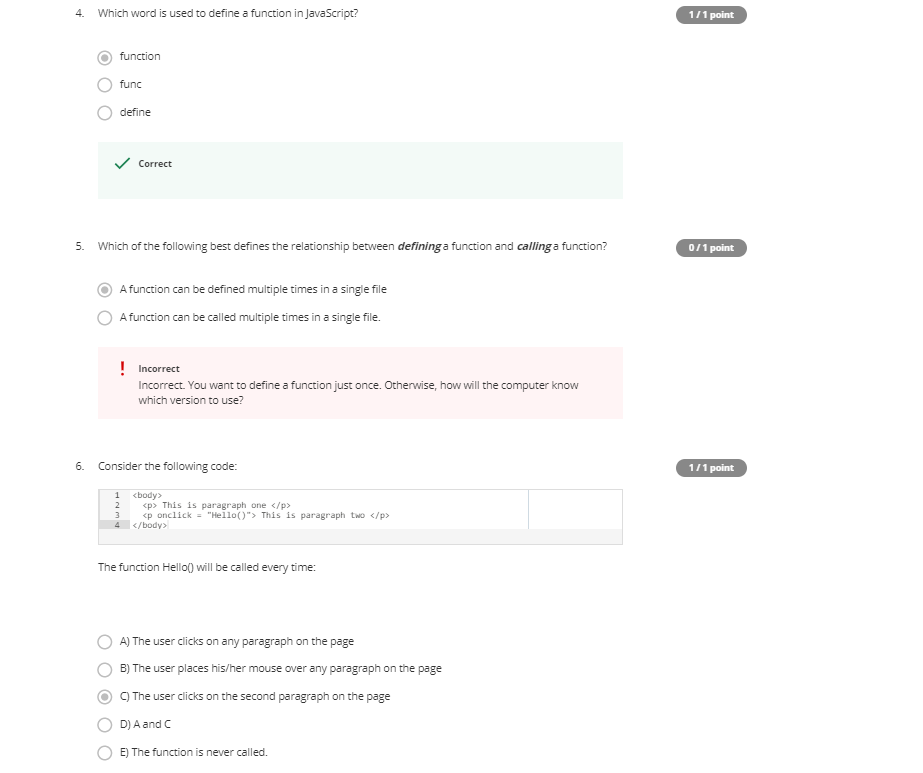 4. Which word is used to define a function in JavaScript?
1 / 1 point
function
func
define
Correct
5. Which of the following best defines the relationship between defining a function and calling a function?
0 / 1 point
A function can be defined multiple times in a single file
A function can be called multiple times in a single file.
! Incorrect
Incorrect. You want to define a function just once. Otherwise, how will the computer know
which version to use?
6. Consider the following code:
1 / 1 point
1 <body>
2 <p> This is paragraph one </p>
3 <p onclick = "Hello()"> This is paragraph two </p>
4 </body>
The function Hello() will be called every time:
A) The user clicks on any paragraph on the page
B) The user places his/her mouse over any paragraph on the page
C) The user clicks on the second paragraph on the page
D) A and C
E) The function is never called.